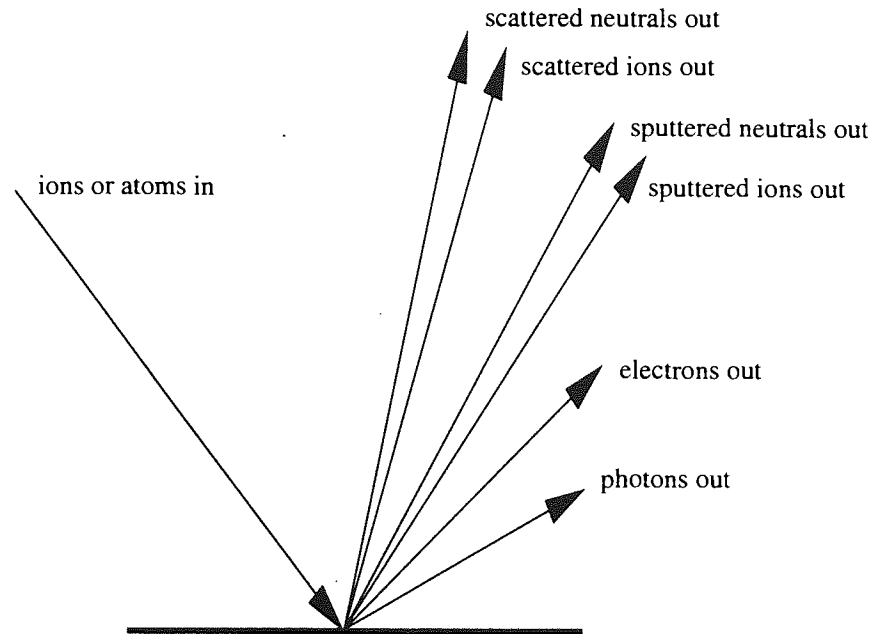 scattered neutrals out
scattered ions out
sputtered neutrals out
ions or atoms in
sputtered ions out
electrons out
photons out